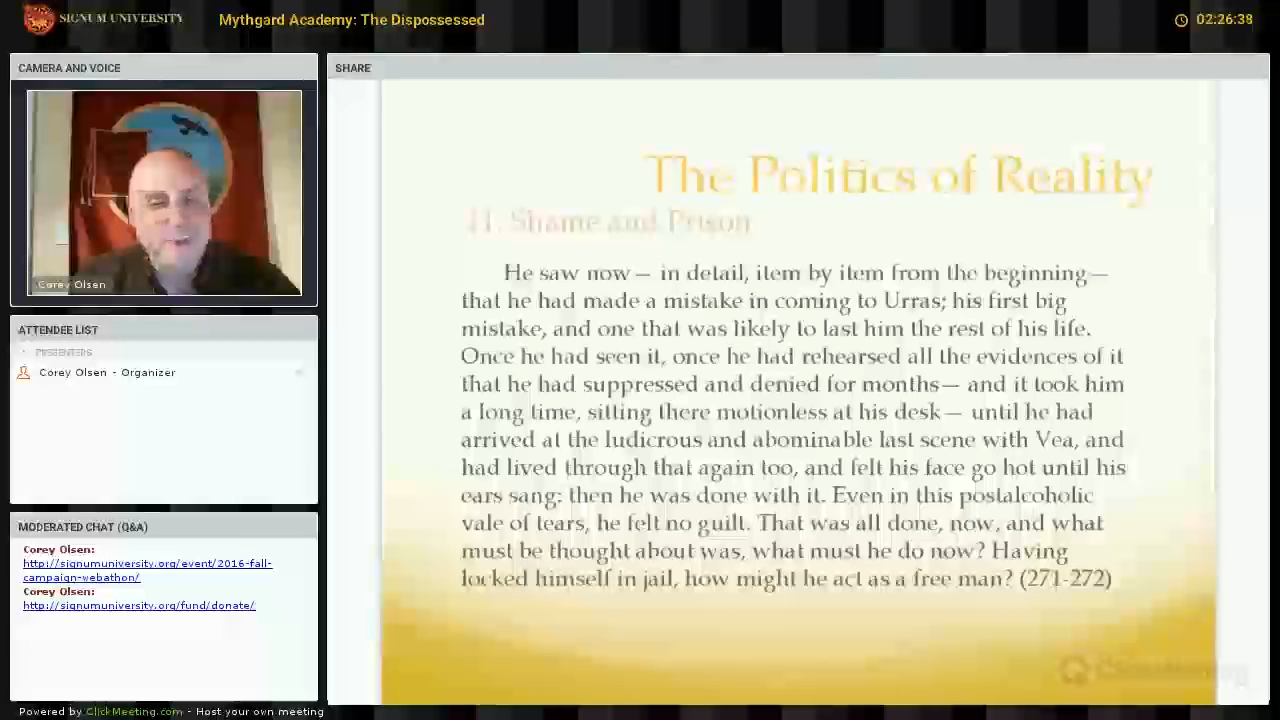 SIGNUM UNIVERSITY
Mythgard Academy: The Dispossessed
02:26:38
CAMERA AND VOICE
Corey Olsen
ATTENDEE LIST
PRESENTERS
Corey Olsen - Organizer
MODERATED CHAT (Q&A)
Corey Olsen:
http://signumuniversity.org/event/2016-fall-
campaign-webathon/
Corey Olsen:
http://signumuniversity.org/fund/donate/
Powered by ClickMeeting.com - Host your own meeting
SHARE
The Politics of Reality
11. Shame and Prison
He saw now— in detail, item by item from the beginning—
that he had made a mistake in coming to Urras; his first big
mistake, and one that was likely to last him the rest of his life.
Once he had seen it, once he had rehearsed all the evidences of it
that he had suppressed and denied for months— and it took him
a long time, sitting there motionless at his desk— until he had
arrived at the ludicrous and abominable last scene with Vea, and
had lived through that again too, and felt his face go hot until his
ears sang: then he was done with it. Even in this postalcoholic
vale of tears, he felt no guilt. That was all done, now, and what
must be thought about was, what must he do now? Having
locked himself in jail, how might he act as a free man? (271-272)
ClickMeeting